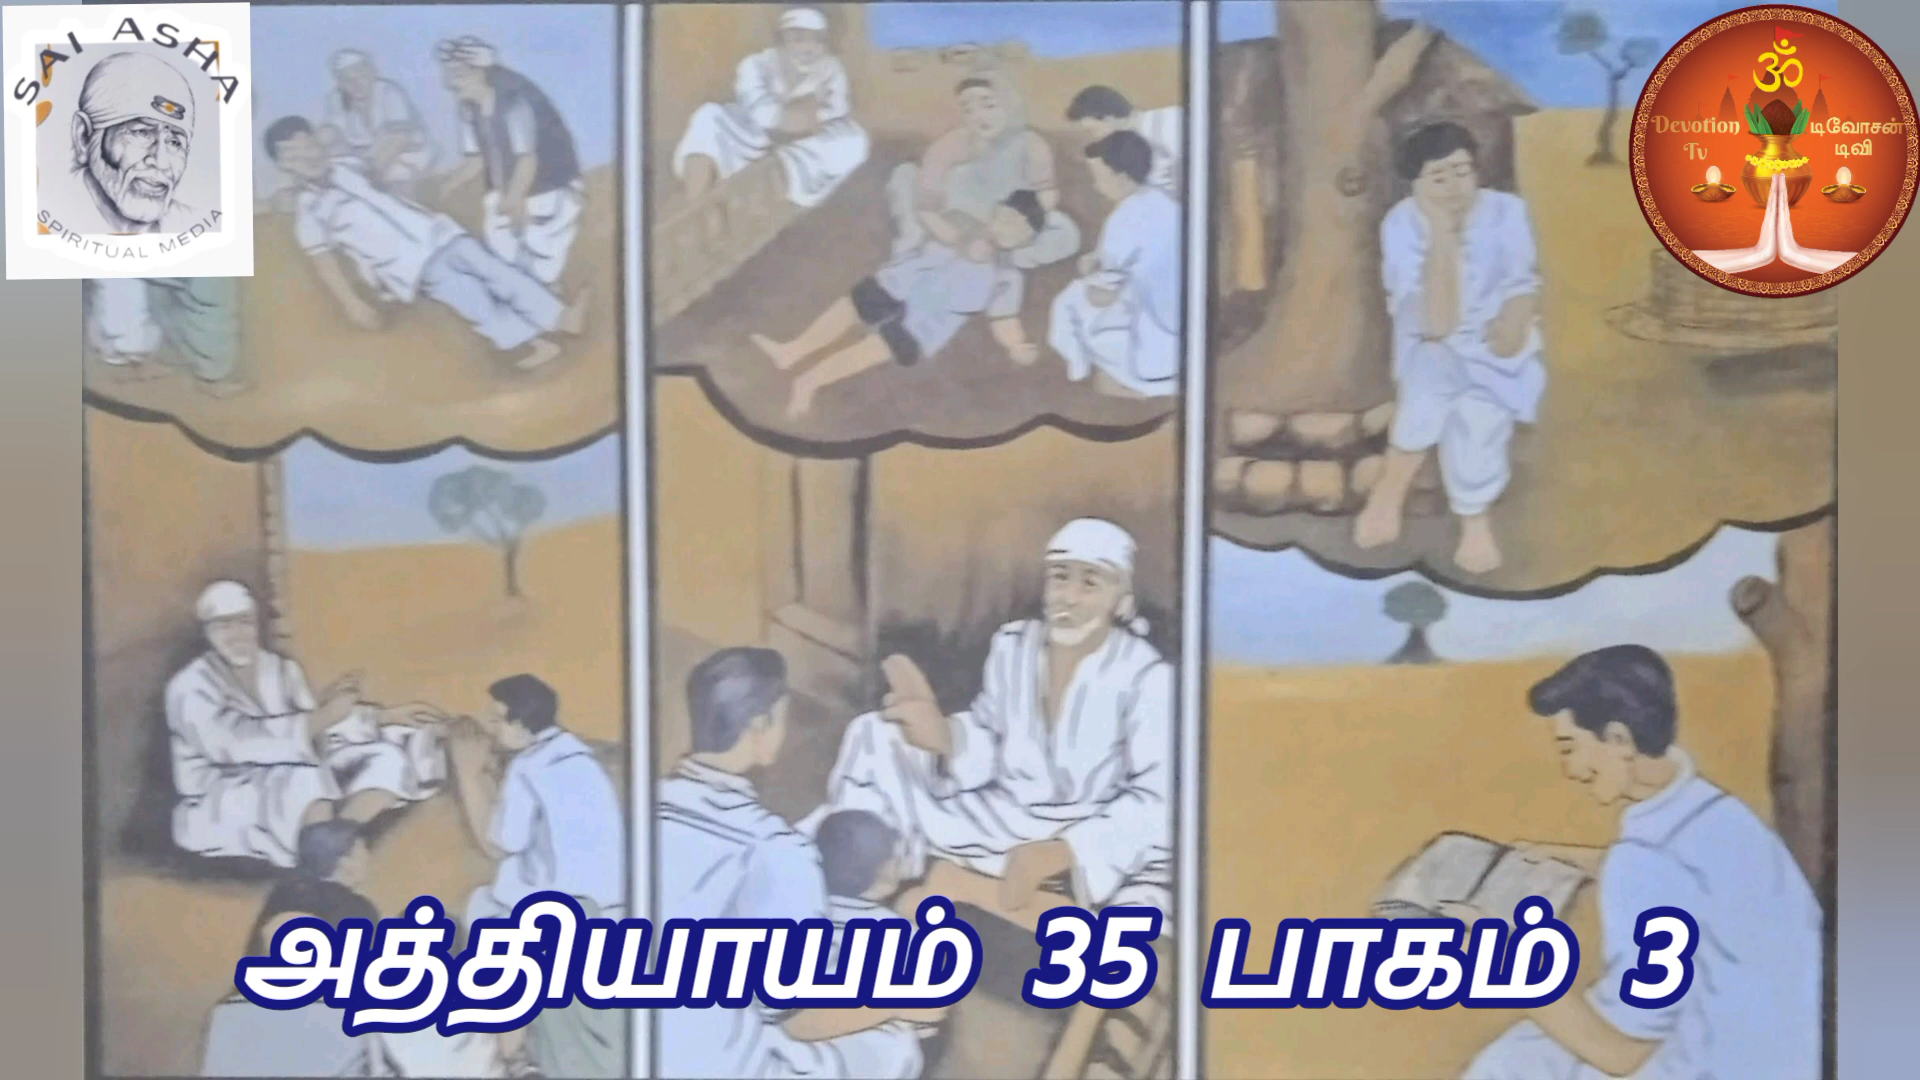 SAI ASHA
SPIRITUAL MEDIA
ॐ
Devotion
Tv
டிவோசன்
டிவி
அத்தியாயம் 35 பாகம் 3